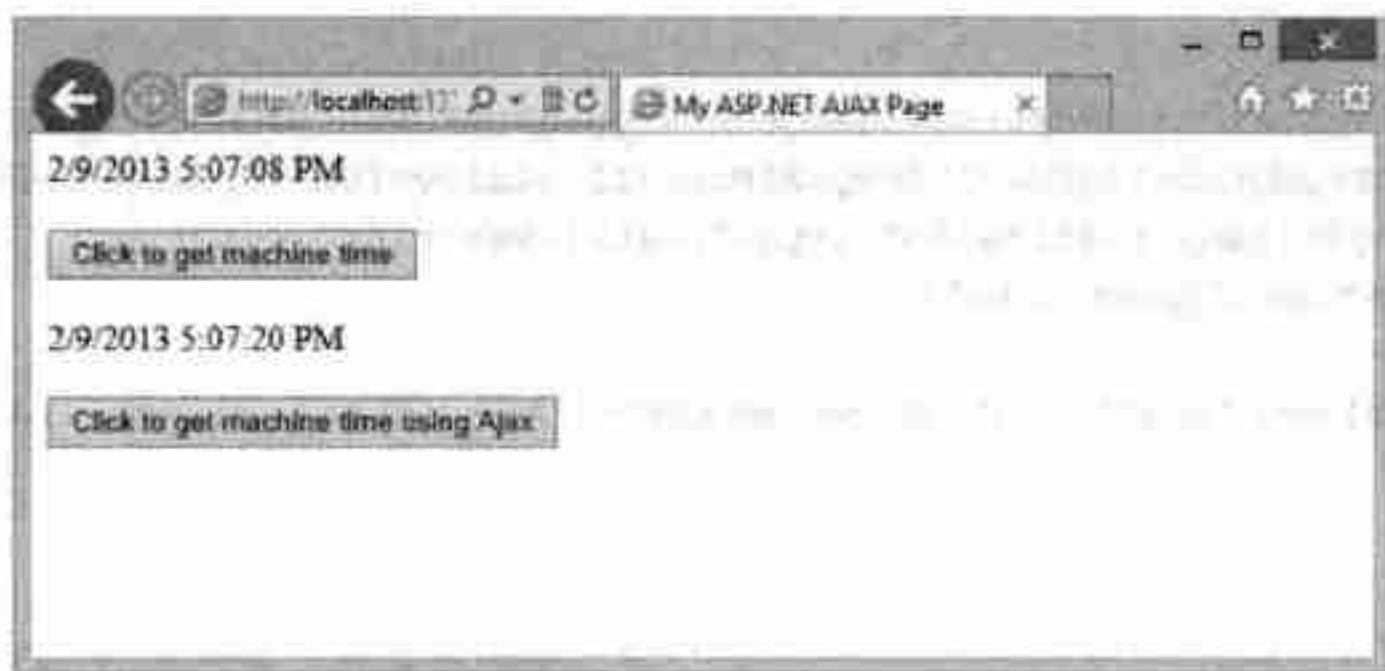 http://localhost:17 My ASP.NET AJAX Page
2/9/2013 5:07:08 PM
Click to get machine time
2/9/2013 5:07:20 PM
Click to get machine time using Ajax